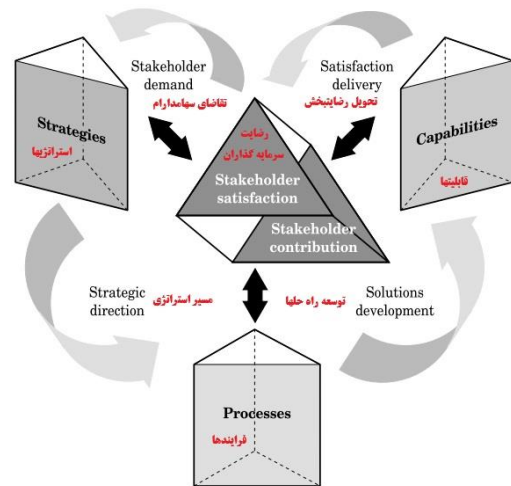 Stakeholder
demand
تقاضای سهامدارام
Satisfaction
delivery
تحویل رضایتبخش
Strategies
استراتژیها
رضایت
سرمایه گذاران
Stakeholder
satisfaction
Capabilities
قابلیتها
Stakeholder
contribution
Strategic
direction
مسیر استراتژی
توسعه راه حلها
Solutions
development
Processes
فرایندها